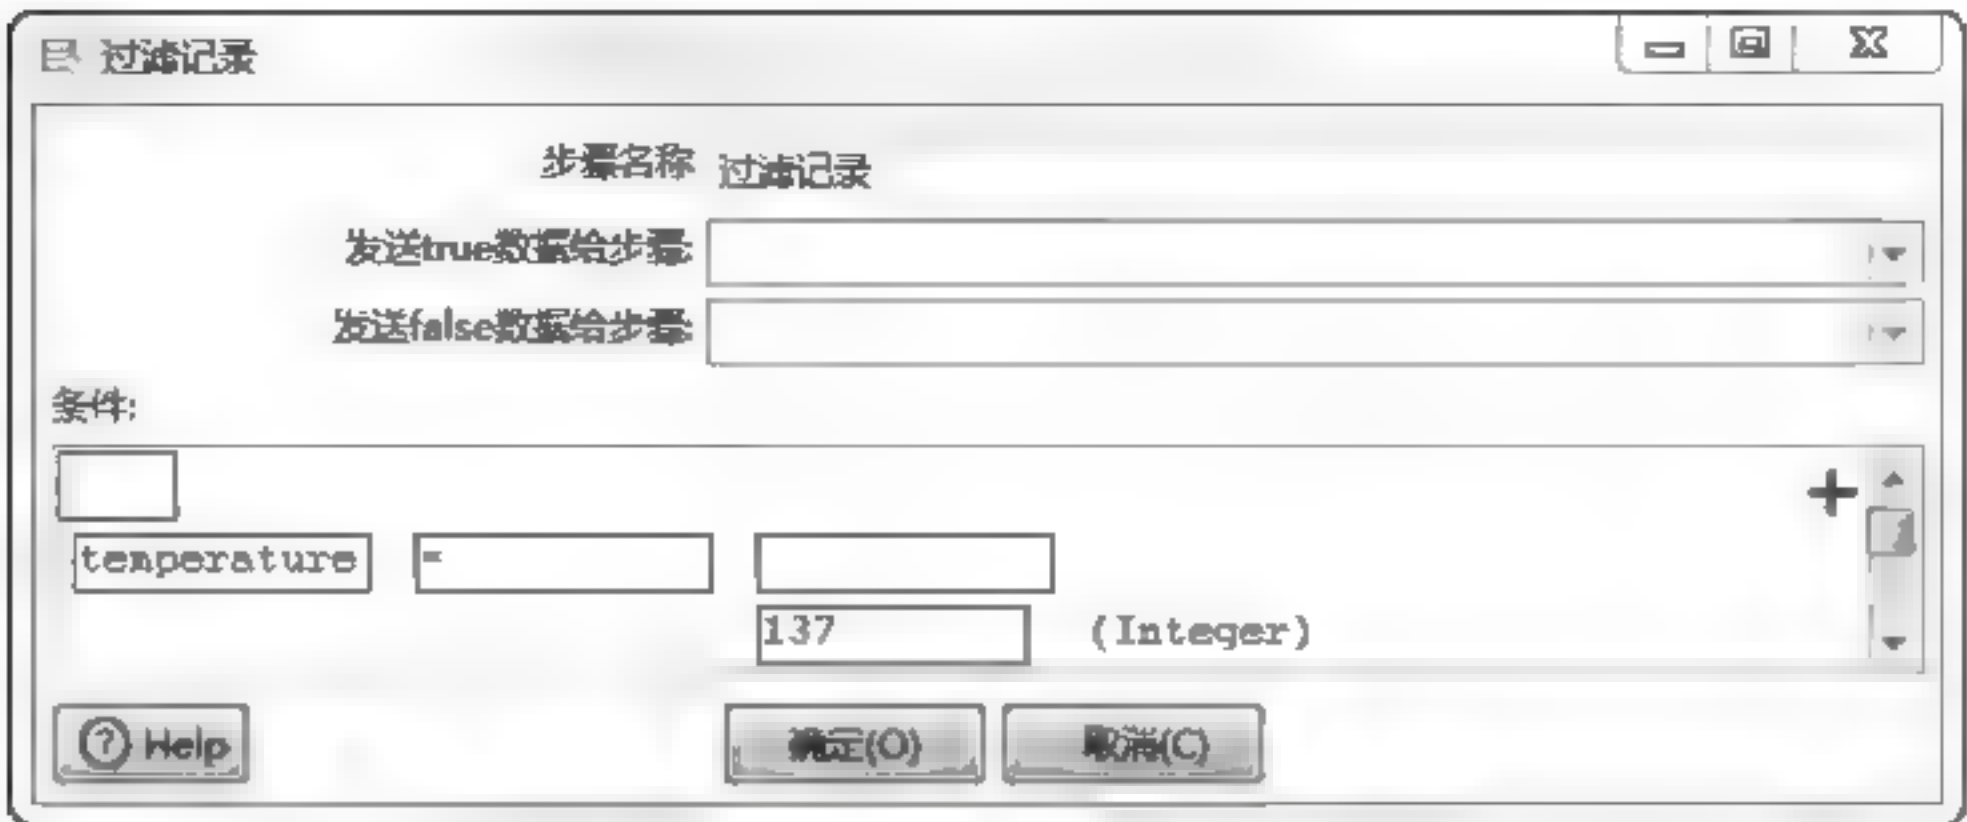 过滤记录
步骤名称 过滤记录
发送true数据给步骤:
发送false数据给步骤:
条件:
temperature = 
137 (Integer)
Help 确定(O) 取消(C)